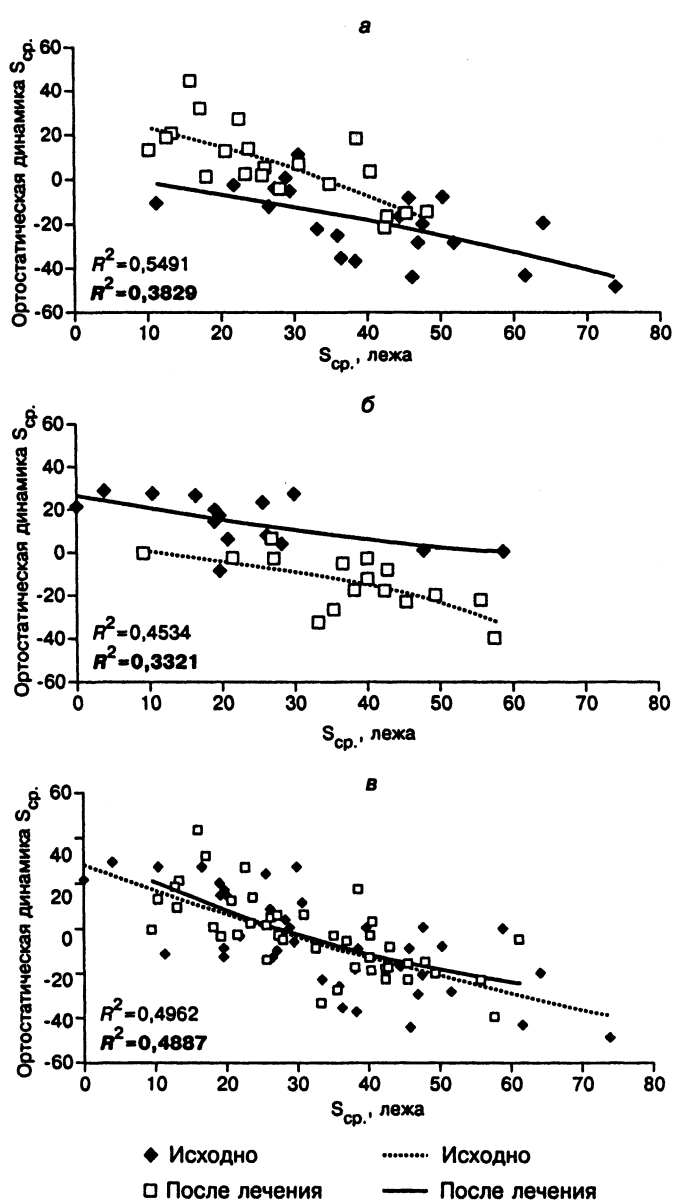 а
Ортостатическая динамика Sср.
60
40
20
0
-20
-40
-60
R²=0,5491
R²=0,3829
0 10 20 30 40 50 60 70 80
Sср., лежа
б
Ортостатическая динамика Sср.
60
40
20
0
-20
-40
-60
R²=0,4534
R²=0,3321
0 10 20 30 40 50 60 70 80
Sср., лежа
в
Ортостатическая динамика Sср.
60
40
20
0
-20
-40
-60
R²=0,4962
R²=0,4887
0 10 20 30 40 50 60 70 80
Sср., лежа
Исходно Исходно
После лечения После лечения